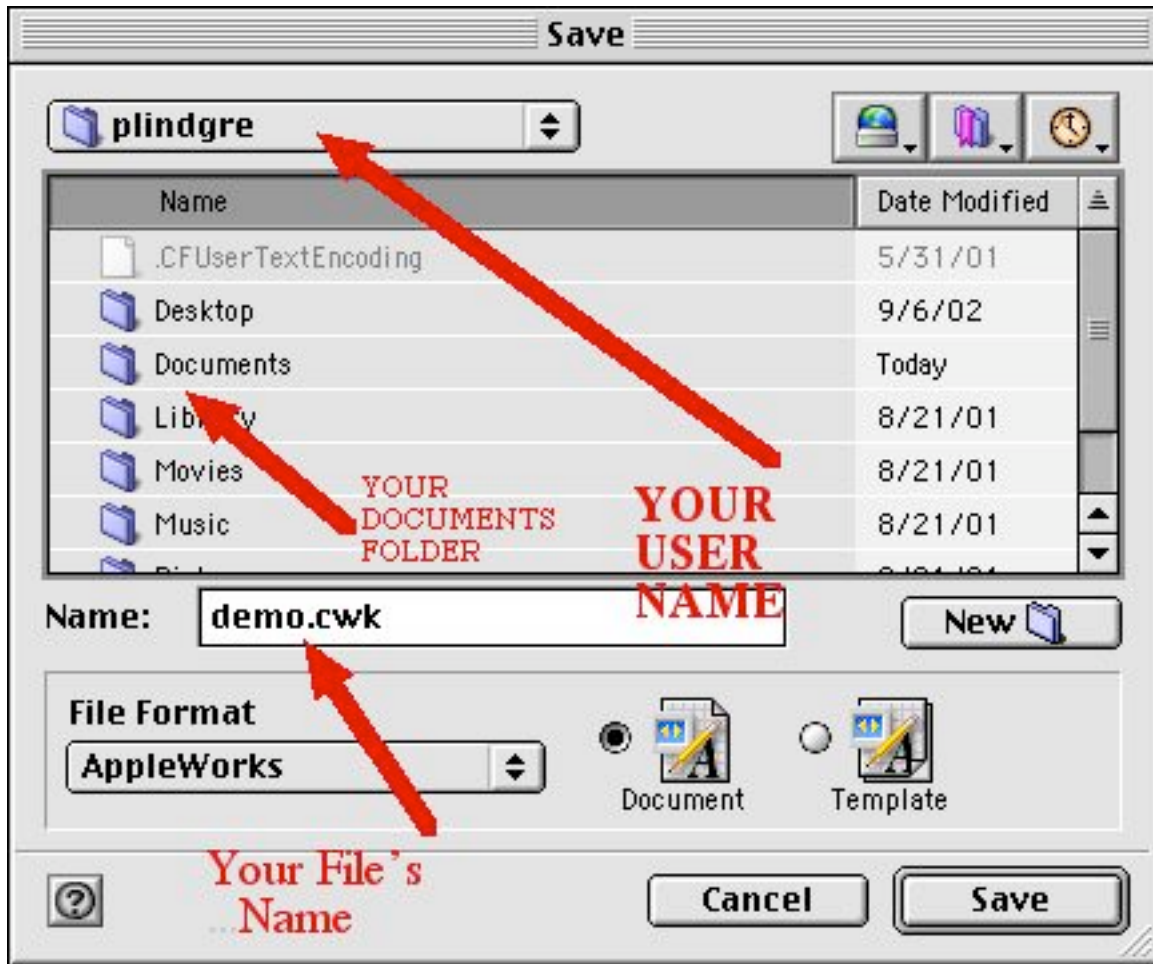 Save
plindgre
Name Date Modified
.CFUserTextEncoding 5/31/01
Desktop 9/6/02
Documents Today
Library 8/21/01
Movies 8/21/01
Music 8/21/01
YOUR
DOCUMENTS
FOLDER
YOUR
USER
NAME
Name: demo.cwk New
File Format
AppleWorks
Document Template
Your File's
...Name
Cancel Save